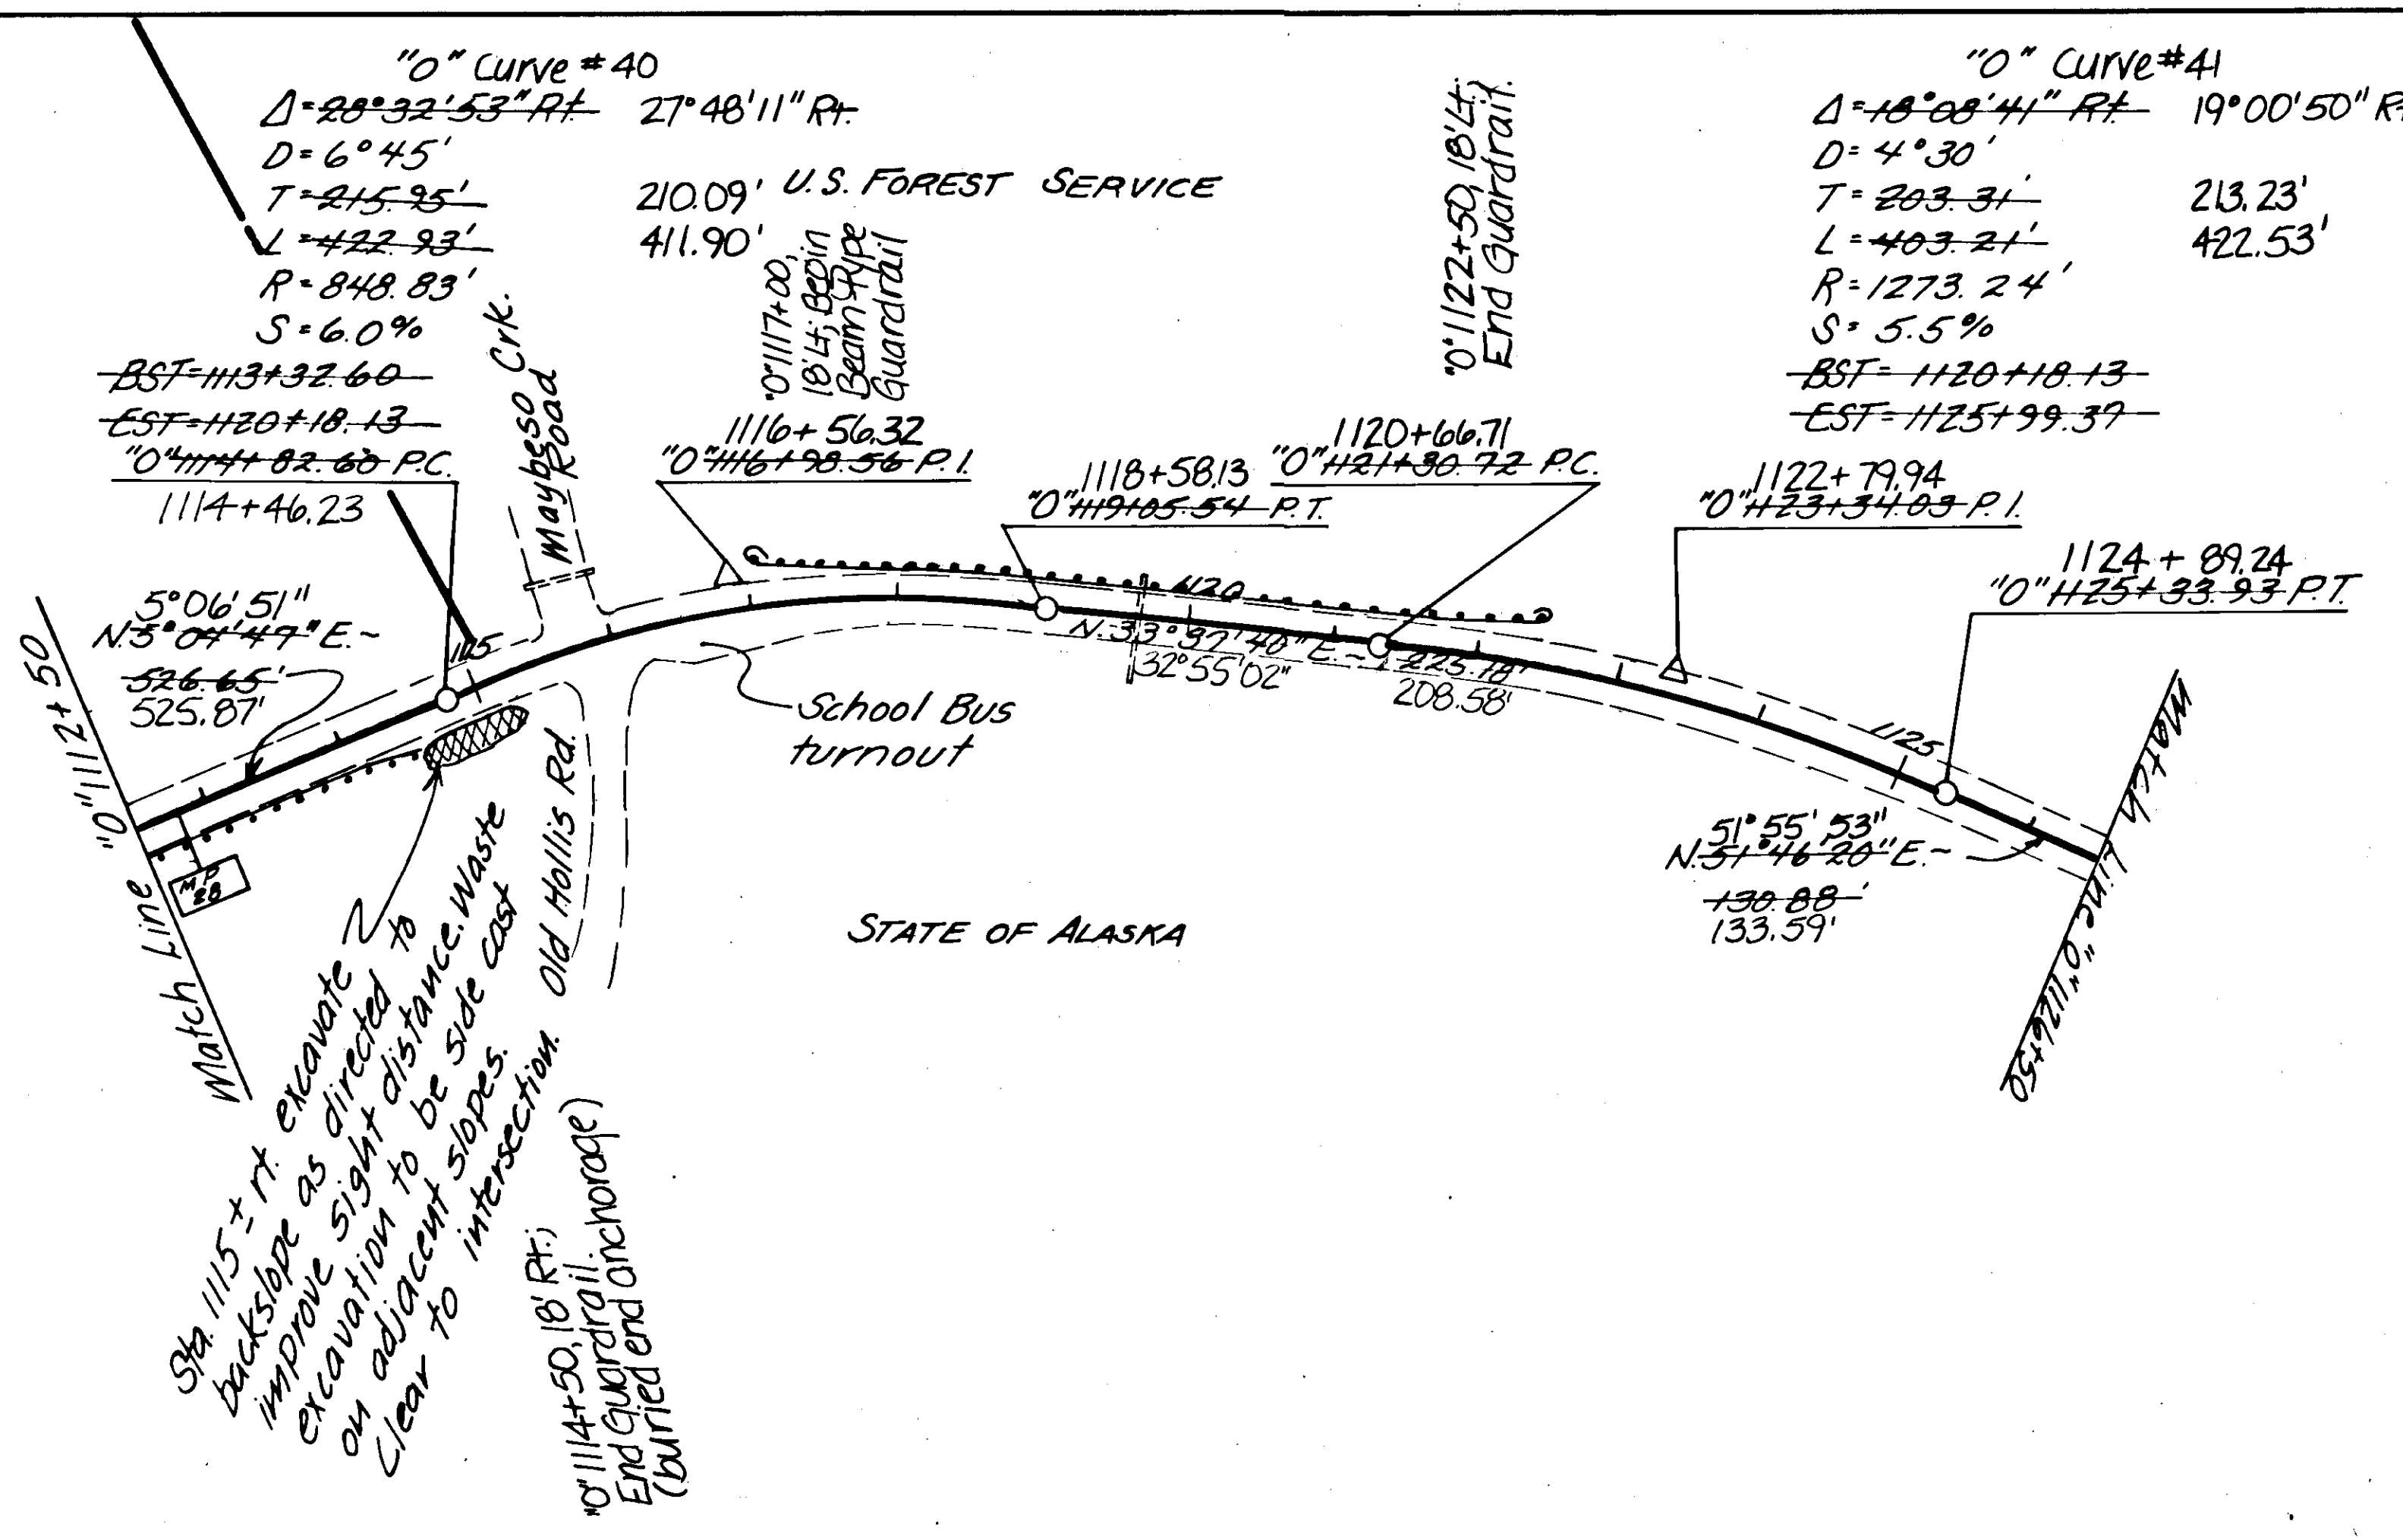 "O" Curve #40
Δ=28°32'53" Rt. 27°48'11" Rt.
D=6°45'
T=215.95' 210.09'
L=422.93' 411.90'
R=848.83'
S=6.0%
BST=1113+32.60
EST=1120+18.13
"O" 1114+82.60 P.C.
1114+46.23
U.S. FOREST SERVICE
"O" Curve #41
Δ=18°08'41" Rt. 19°00'50" Rt
D=4°30'
T=203.31' 213.23'
L=403.21' 422.53'
R=1273.24'
S=5.5%
BST=1120+18.13
EST=1125+99.37
Maybeso Crk.
Road
"O" 1117+00,
18' Lt; Begin
Beam Type
Guardrail
"O" 1122+50, 18' Lt.
End Guardrail.
1116+56.32
"O" 1116+98.56 P.I.
1118+58.13
"O" 1119+05.54 P.T.
1120+66.71
"O" 1121+30.72 P.C.
1122+79.94
"O" 1123+34.03 P.I.
1124+89.24
"O" 1125+33.93 P.T.
5°06'51"
N.5°04'47" E.~
526.65'
525.87'
1115
1120
N.33°37'40" E.~ 225.18'
32°55'02" 208.58'
1125
School Bus
turnout
Old Hollis Rd.
MP
28
Match Line "O" 1112+50
51°55'53"
N.51°46'20" E.~
130.88'
133.59'
Match Line "O" 1126+50
STATE OF ALASKA
Sta. 1115± rt. excavate
backslope as directed to
improve sight distance. Waste
excavation to be side cast
on adjacent slopes.
Clear to intersection.
"O" 1114+50, 18' Rt.;
End Guardrail.
(buried end anchorage)